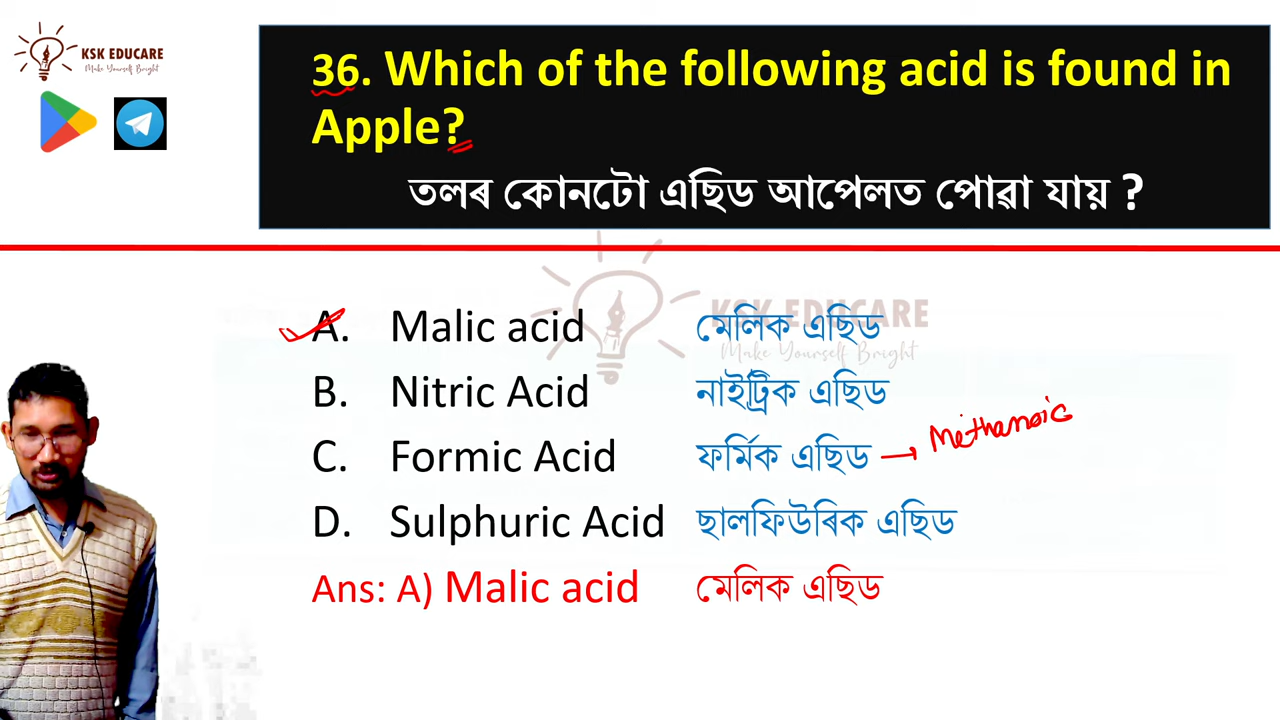 KSK EDUCARE
Make Yourself Bright
36. Which of the following acid is found in
Apple?
তলৰ কোনটো এছিড আপেলত পোৱা যায় ?
KSK EDUCARE
Make Yourself Bright
A. Malic acid মেলিক এছিড
B. Nitric Acid নাইট্ৰিক এছিড
C. Formic Acid ফৰ্মিক এছিড → Methanoic
D. Sulphuric Acid ছালফিউৰিক এছিড
Ans: A) Malic acid মেলিক এছিড